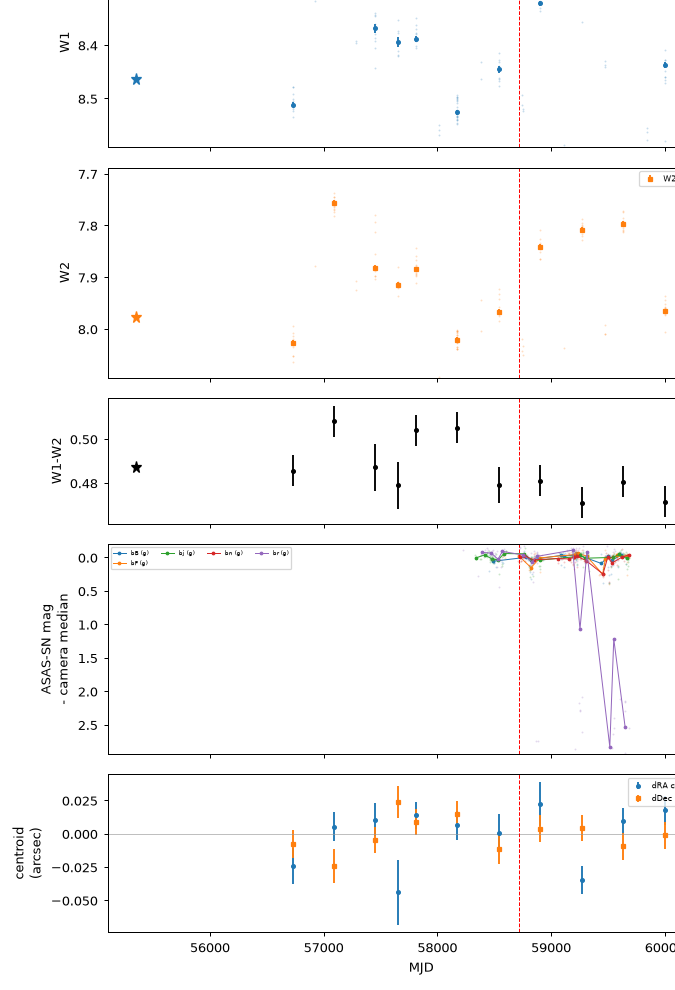 W1
8.4
8.5
7.7
W2
7.8
W2
7.9
8.0
W1-W2
0.50
0.48
bB (g) bj (g) bn (g) br (g)
bF (g)
ASAS-SN mag
- camera median
0.0
0.5
1.0
1.5
2.0
2.5
centroid
(arcsec)
0.025
0.000
−0.025
−0.050
dRA c
dDec
56000 57000 58000 59000 6000
MJD